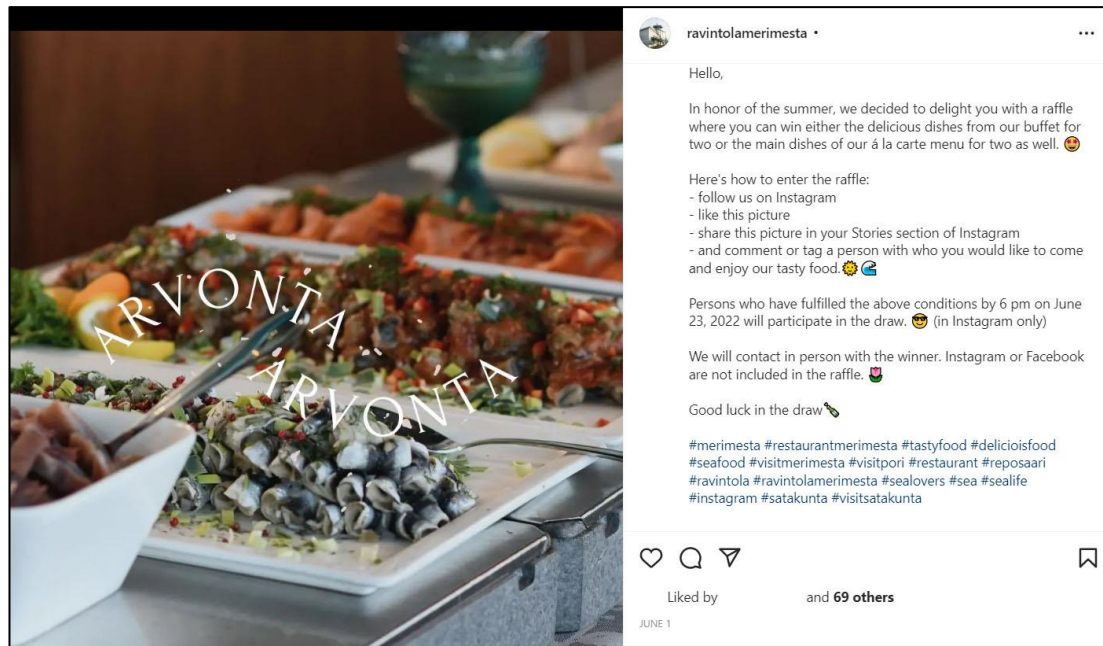 ARVONTA
ARVONTA
ravintolamerimesta •
Hello,
In honor of the summer, we decided to delight you with a raffle
where you can win either the delicious dishes from our buffet for
two or the main dishes of our á la carte menu for two as well. 🤩
Here's how to enter the raffle:
- follow us on Instagram
- like this picture
- share this picture in your Stories section of Instagram
- and comment or tag a person with who you would like to come
and enjoy our tasty food.🌞🌊
Persons who have fulfilled the above conditions by 6 pm on June
23, 2022 will participate in the draw. 😎 (in Instagram only)
We will contact in person with the winner. Instagram or Facebook
are not included in the raffle. 🌷
Good luck in the draw🍾
#merimesta #restaurantmerimesta #tastyfood #delicioisfood
#seafood #visitmerimesta #visitpori #restaurant #reposaari
#ravintola #ravintolamerimesta #sealovers #sea #sealife
#instagram #satakunta #visitsatakunta
Liked by and 69 others
JUNE 1